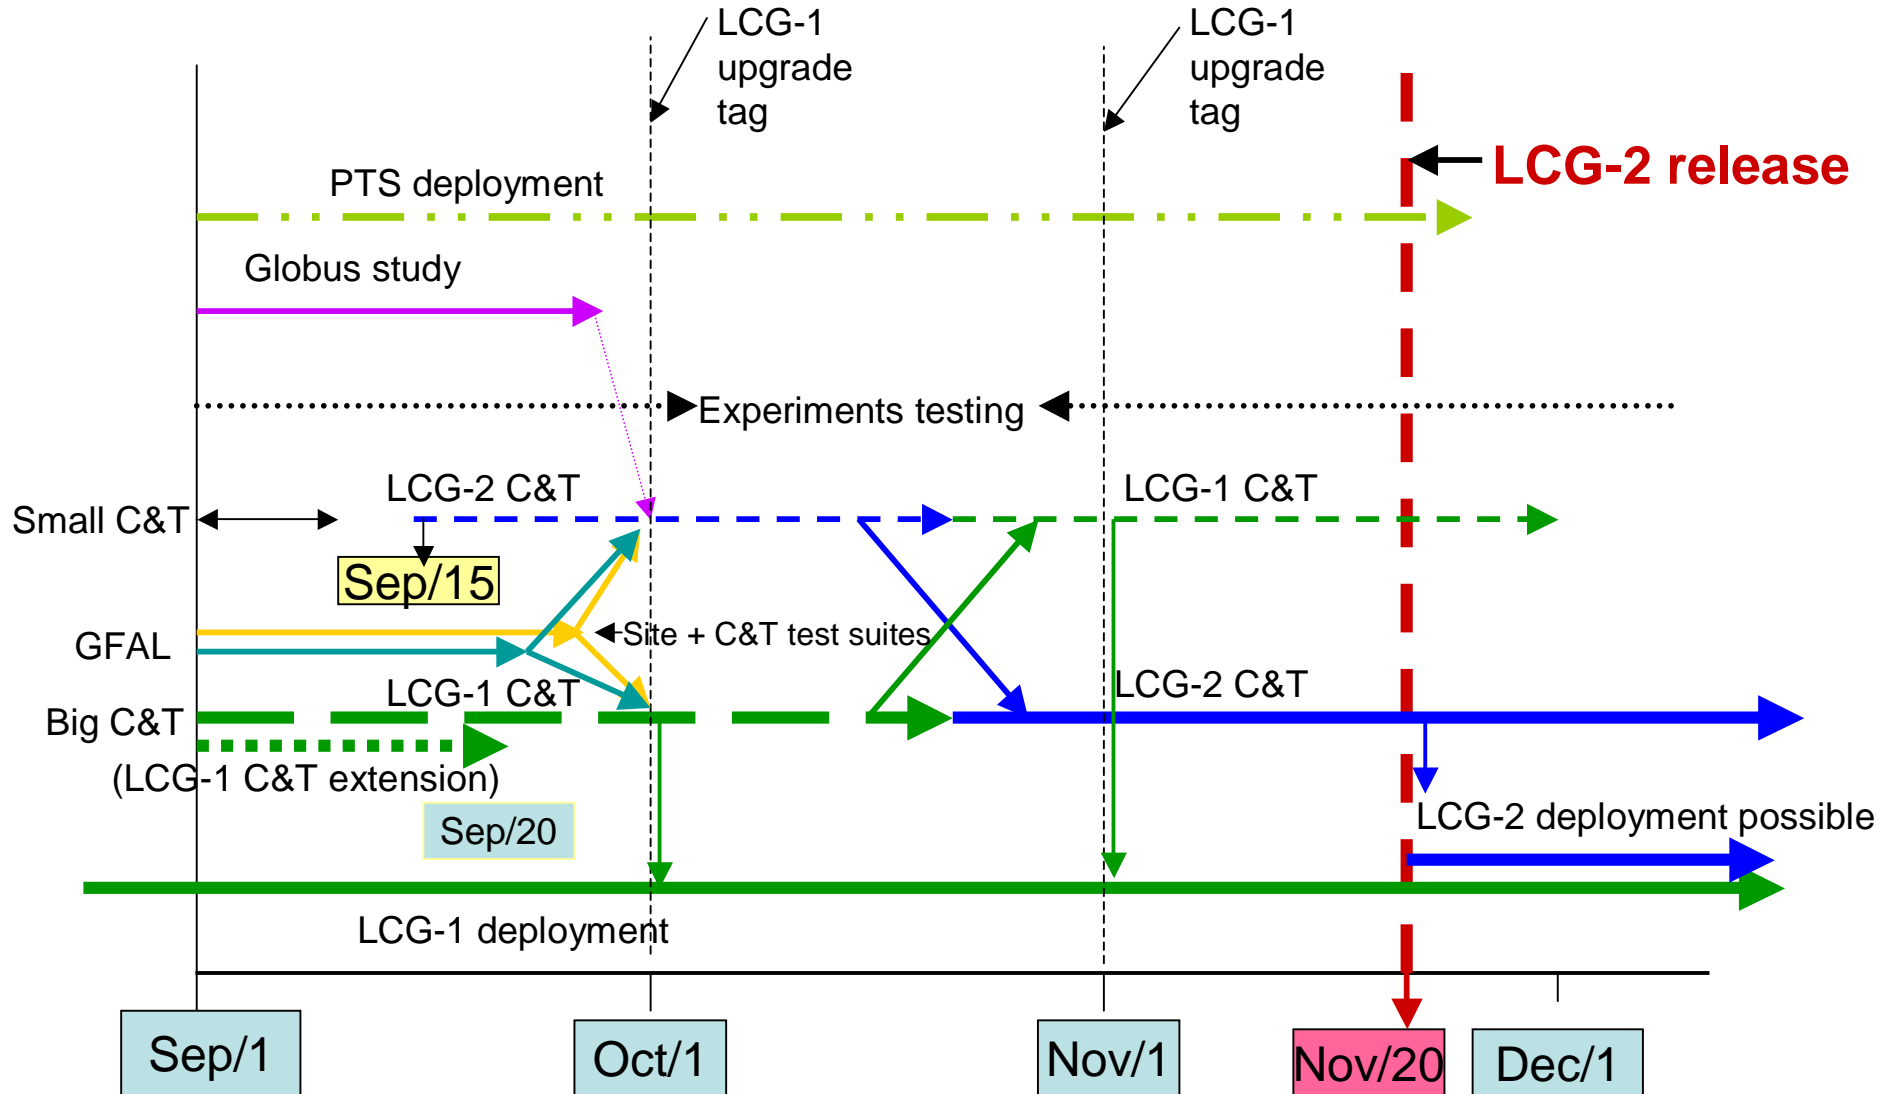 LCG-1
upgrade
tag
LCG-1
upgrade
tag
LCG-2 release
PTS deployment
Globus study
Experiments testing
LCG-2 C&T
LCG-1 C&T
Small C&T
Sep/15
Site + C&T test suites
GFAL
LCG-1 C&T
LCG-2 C&T
Big C&T
(LCG-1 C&T extension)
Sep/20
LCG-2 deployment possible
LCG-1 deployment
Sep/1
Oct/1
Nov/1
Nov/20
Dec/1